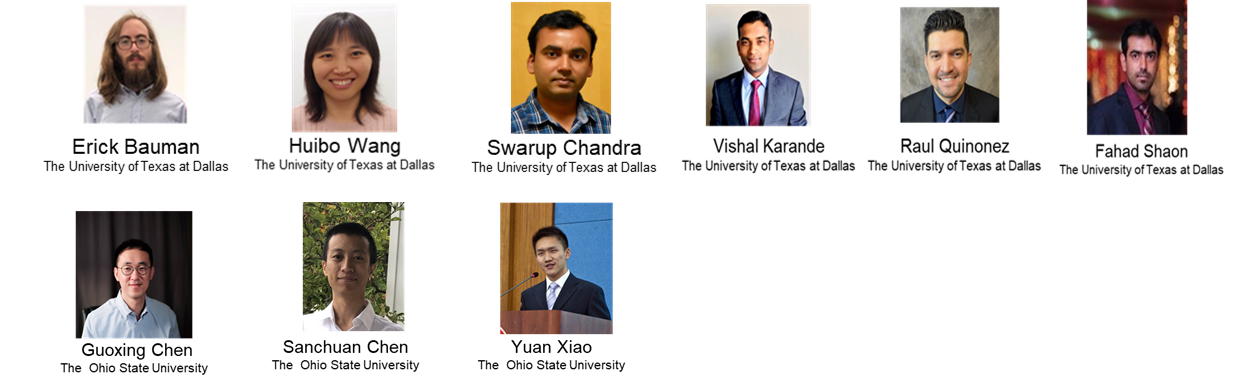 Erick Bauman
The University of Texas at Dallas
Huibo Wang
The University of Texas at Dallas
Swarup Chandra
The University of Texas at Dallas
Vishal Karande
The University of Texas at Dallas
Raul Quinonez
The University of Texas at Dallas
Fahad Shaon
The University of Texas at Dallas
Guoxing Chen
The Ohio State University
Sanchuan Chen
The Ohio State University
Yuan Xiao
The Ohio State University